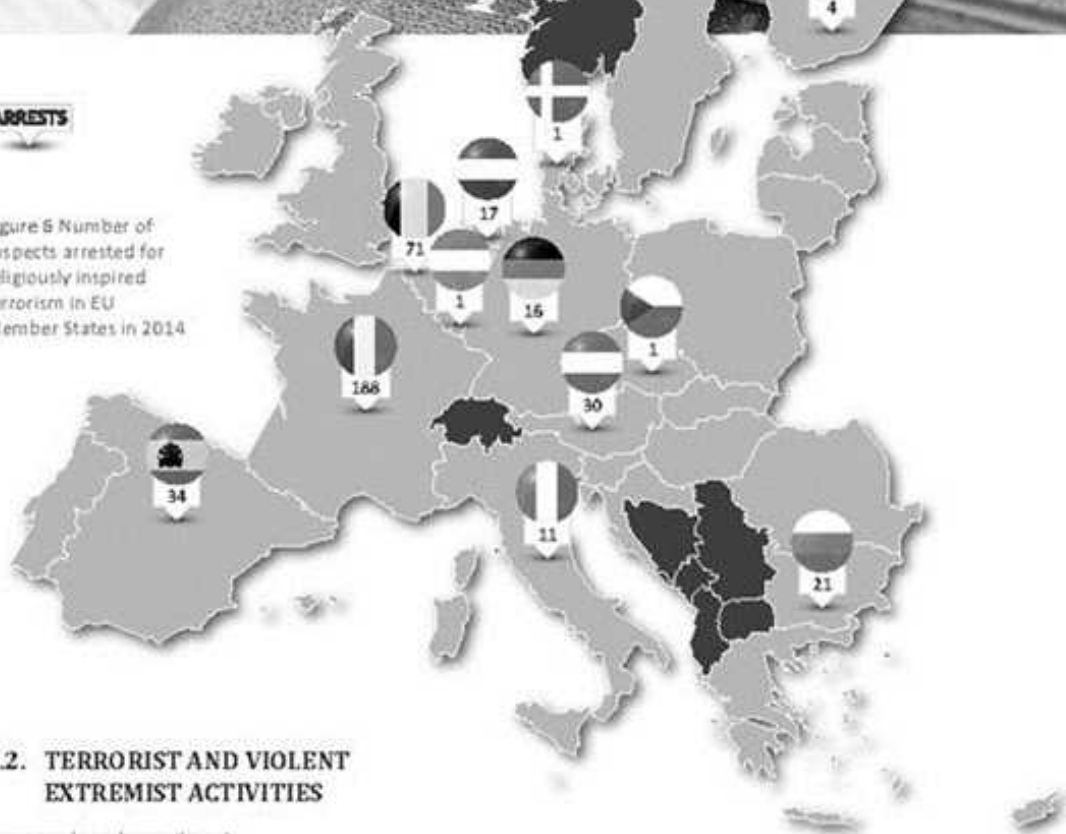 4
ARRESTS
1
17
gure 6 Number of
spects arrested for
71
ligiously inspired
rrorism in EU
1
16
ember States in 2014
1
188
30
34
11
21
.2. TERRORIST AND VIOLENT
EXTREMIST ACTIVITIES